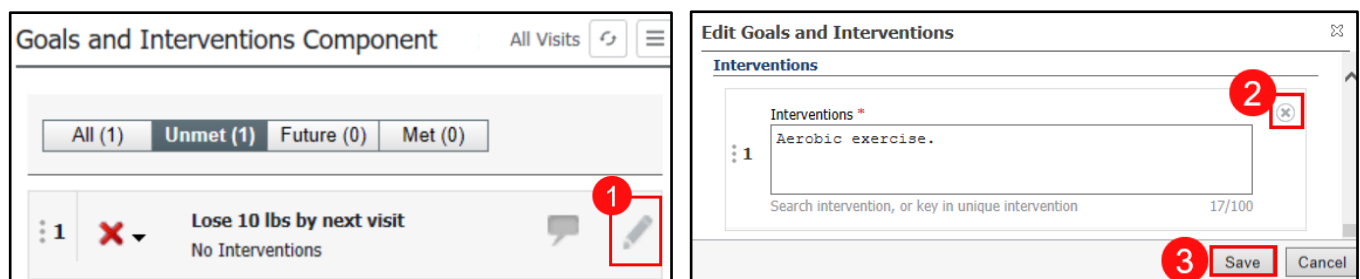 Goals and Interventions Component All Visits
All (1) Unmet (1) Future (0) Met (0)
1
1 Lose 10 lbs by next visit
No Interventions
Edit Goals and Interventions
Interventions
2
Interventions *
1 Aerobic exercise.
Search intervention, or key in unique intervention 17/100
3 Save Cancel